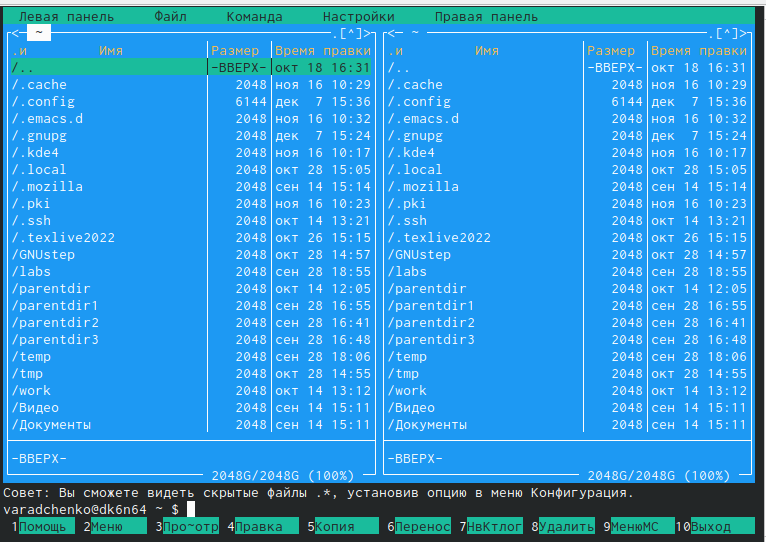 Левая панель Файл Команда Настройки Правая панель
<─ ~ .[^]> <─ ~ .[^]>
.и Имя Размер Время правки .и Имя Размер Время правки
/.. -ВВЕРХ- окт 18 16:31 /.. -ВВЕРХ- окт 18 16:31
/.cache 2048 ноя 16 10:29 /.cache 2048 ноя 16 10:29
/.config 6144 дек 7 15:36 /.config 6144 дек 7 15:36
/.emacs.d 2048 ноя 16 10:32 /.emacs.d 2048 ноя 16 10:32
/.gnupg 2048 дек 7 15:24 /.gnupg 2048 дек 7 15:24
/.kde4 2048 ноя 16 10:17 /.kde4 2048 ноя 16 10:17
/.local 2048 окт 28 15:05 /.local 2048 окт 28 15:05
/.mozilla 2048 сен 14 15:14 /.mozilla 2048 сен 14 15:14
/.pki 2048 ноя 16 10:23 /.pki 2048 ноя 16 10:23
/.ssh 2048 окт 14 13:21 /.ssh 2048 окт 14 13:21
/.texlive2022 2048 окт 26 15:15 /.texlive2022 2048 окт 26 15:15
/GNUstep 2048 окт 28 14:57 /GNUstep 2048 окт 28 14:57
/labs 2048 сен 28 18:55 /labs 2048 сен 28 18:55
/parentdir 2048 окт 14 12:05 /parentdir 2048 окт 14 12:05
/parentdir1 2048 сен 28 16:55 /parentdir1 2048 сен 28 16:55
/parentdir2 2048 сен 28 16:41 /parentdir2 2048 сен 28 16:41
/parentdir3 2048 сен 28 16:48 /parentdir3 2048 сен 28 16:48
/temp 2048 сен 28 18:06 /temp 2048 сен 28 18:06
/tmp 2048 окт 28 14:55 /tmp 2048 окт 28 14:55
/work 2048 окт 14 13:12 /work 2048 окт 14 13:12
/Видео 2048 сен 14 15:11 /Видео 2048 сен 14 15:11
/Документы 2048 сен 14 15:11 /Документы 2048 сен 14 15:11
-ВВЕРХ- -ВВЕРХ-
2048G/2048G (100%) 2048G/2048G (100%)
Совет: Вы сможете видеть скрытые файлы .*, установив опцию в меню Конфигурация.
varadchenko@dk6n64 ~ $
1Помощь 2Меню 3Про~отр 4Правка 5Копия 6Перенос 7НвКтлог 8Удалить 9МенюМС 10Выход